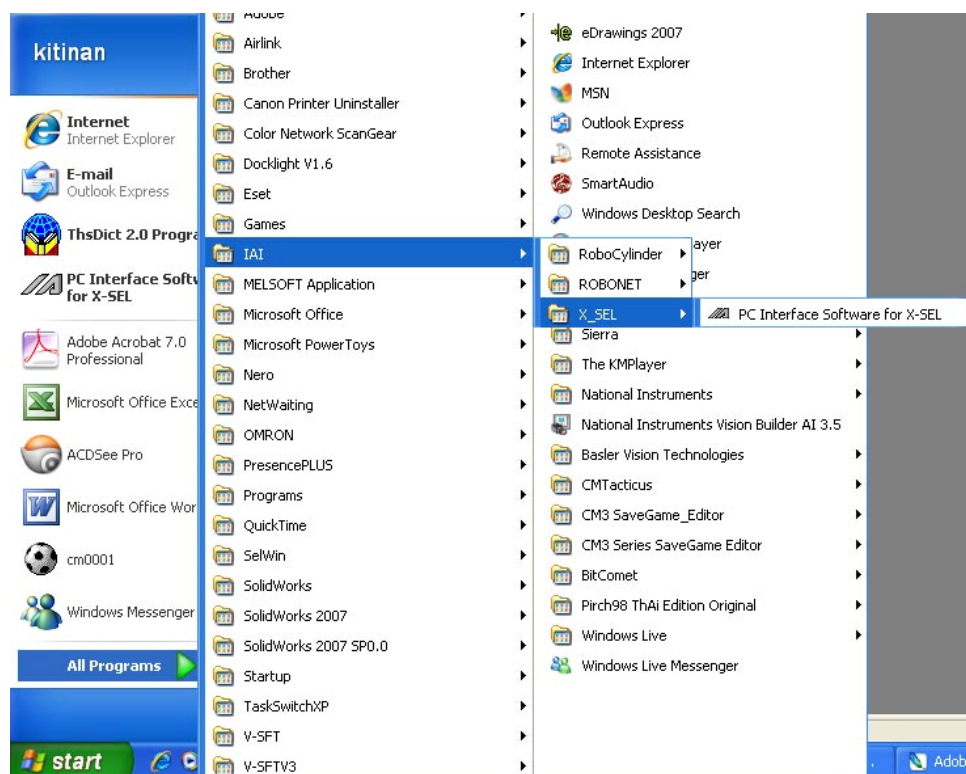 kitinan
Internet
Internet Explorer
E-mail
Outlook Express
ThsDict 2.0 Progra
PC Interface Softw
for X-SEL
Adobe Acrobat 7.0
Professional
Microsoft Office Exce
ACDSee Pro
Microsoft Office Wor
cm0001
Windows Messenger
All Programs
start
Adobe
Airlink
Brother
Canon Printer Uninstaller
Color Network ScanGear
Docklight V1.6
Eset
Games
IAI
MELSOFT Application
Microsoft Office
Microsoft PowerToys
Nero
NetWaiting
OMRON
PresencePLUS
Programs
QuickTime
SelWin
SolidWorks
SolidWorks 2007
SolidWorks 2007 SP0.0
Startup
TaskSwitchXP
V-SFT
V-SFTV3
eDrawings 2007
Internet Explorer
MSN
Outlook Express
Remote Assistance
SmartAudio
Windows Desktop Search
ayer
ger
RoboCylinder
ROBONET
X_SEL
PC Interface Software for X-SEL
Sierra
The KMPlayer
National Instruments
National Instruments Vision Builder AI 3.5
Basler Vision Technologies
CMTacticus
CM3 SaveGame_Editor
CM3 Series SaveGame Editor
BitComet
Pirch98 ThAi Edition Original
Windows Live
Windows Live Messenger
Adob